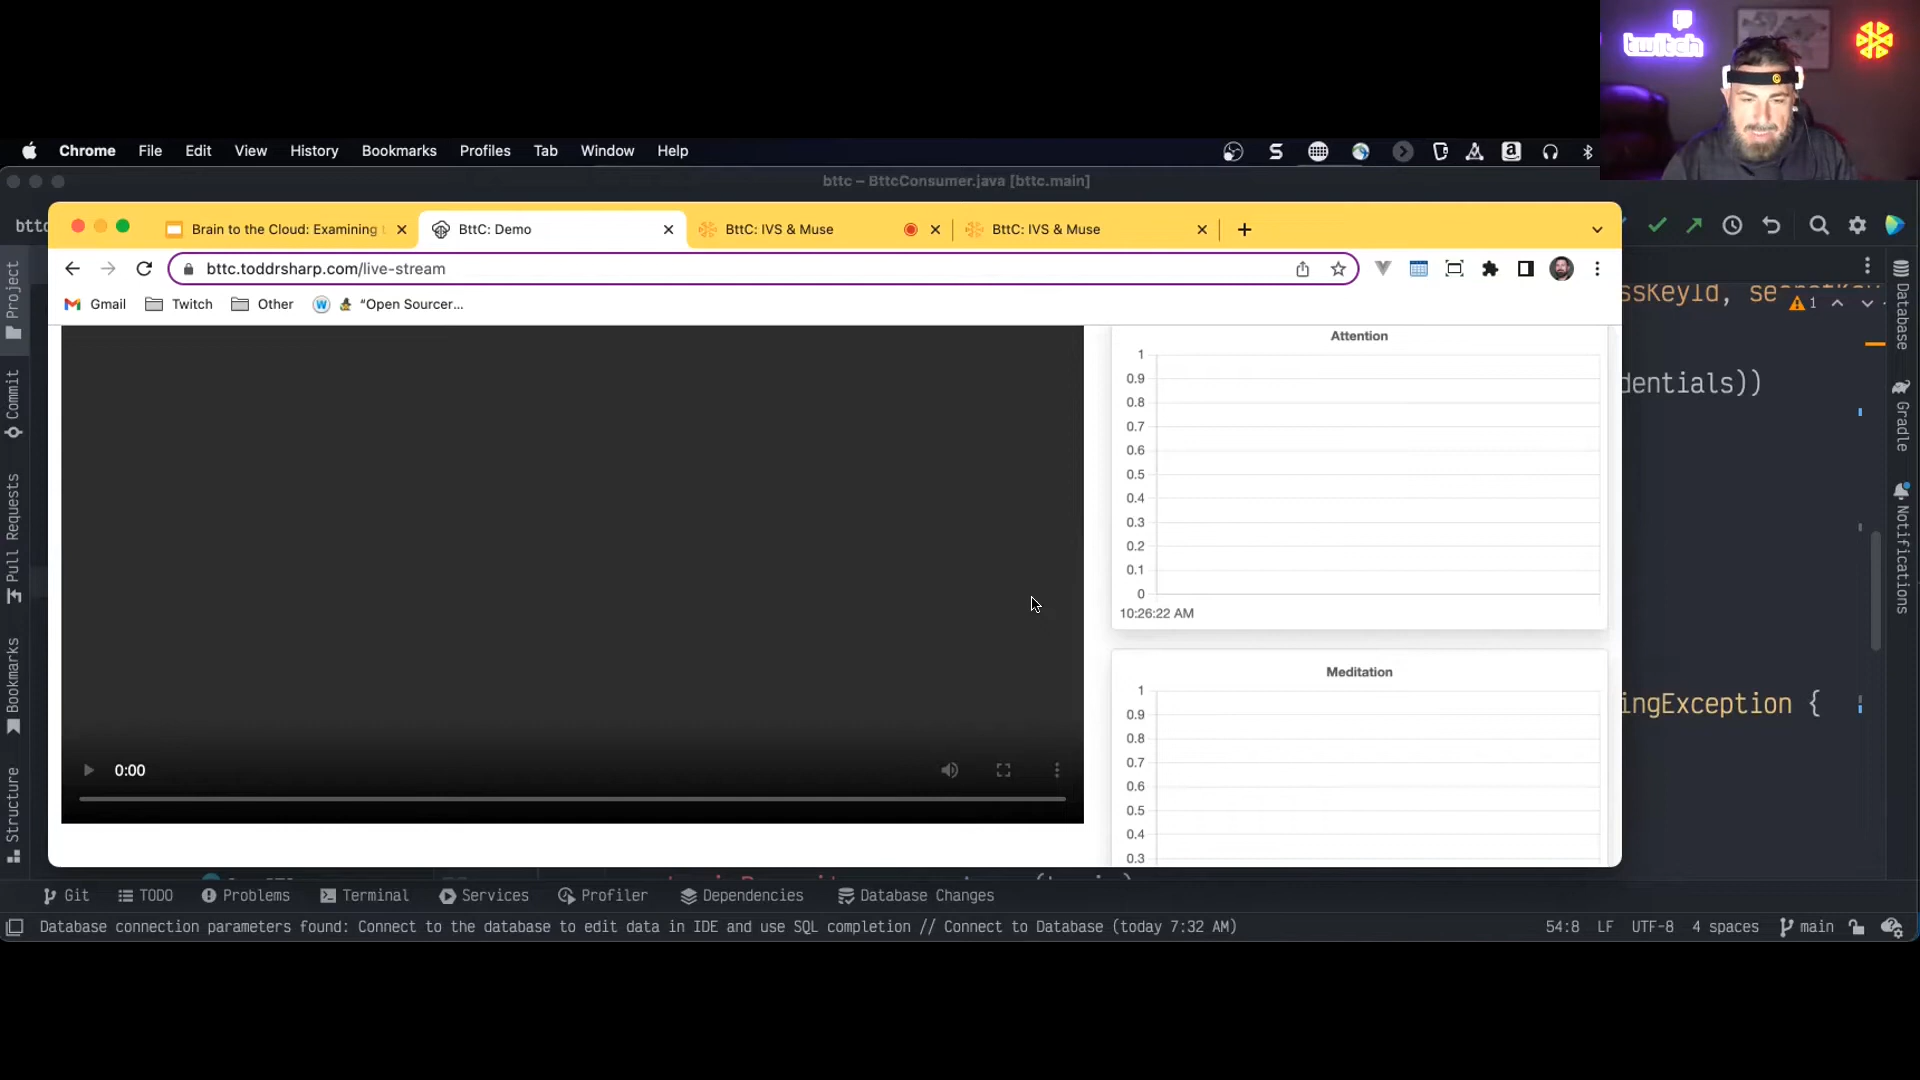 twitch
Chrome File Edit View History Bookmarks Profiles Tab Window Help
bttc – BttcConsumer.java [bttc.main]
bttc
Brain to the Cloud: Examining
BttC: Demo
BttC: IVS & Muse
BttC: IVS & Muse
bttc.toddrsharp.com/live-stream
Gmail Twitch Other "Open Sourcer...
Project
Commit
Pull Requests
Bookmarks
Structure
Attention
1
0.9
0.8
0.7
0.6
0.5
0.4
0.3
0.2
0.1
0
10:26:22 AM
Meditation
1
0.9
0.8
0.7
0.6
0.5
0.4
0.3
0:00
ssKeyId,
1
dentials))
ingException {
Database
Gradle
Notifications
Git TODO Problems Terminal Services Profiler Dependencies Database Changes
Database connection parameters found: Connect to the database to edit data in IDE and use SQL completion // Connect to Database (today 7:32 AM)
54:8 LF UTF-8 4 spaces main